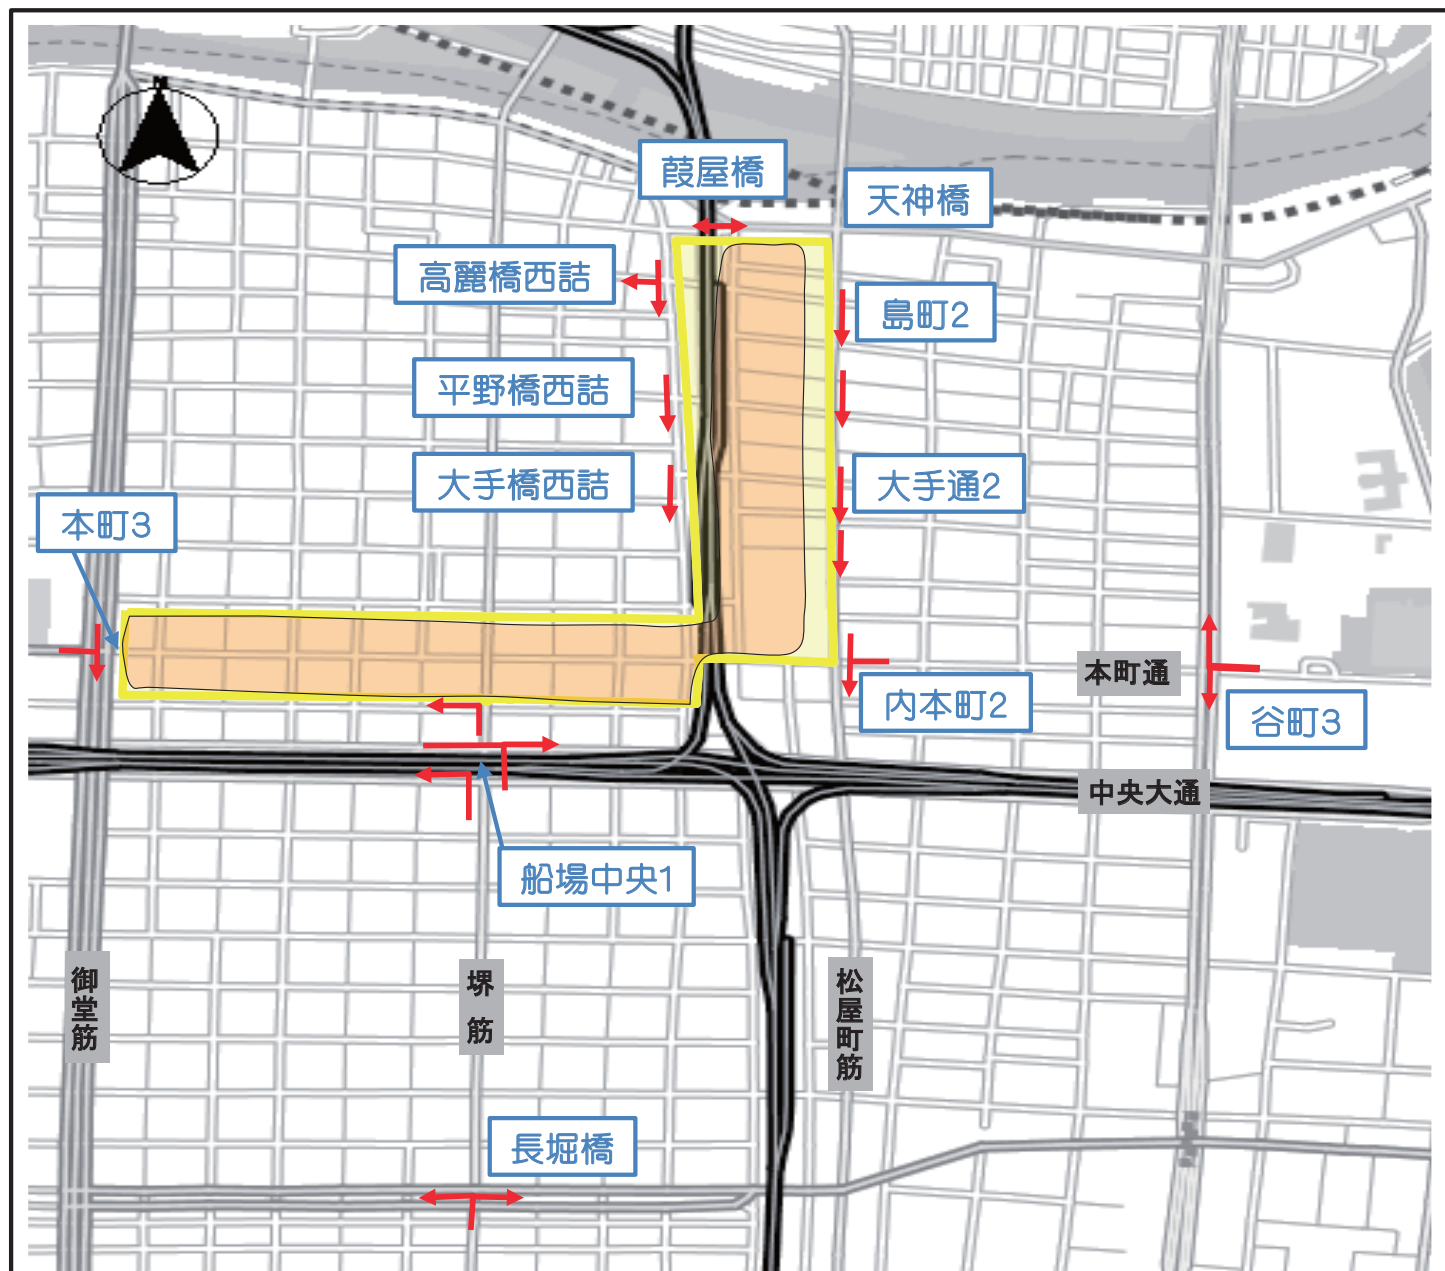 N
葭屋橋
天神橋
高麗橋西詰
島町2
平野橋西詰
大手橋西詰
大手通2
本町3
本町通
内本町2
谷町3
中央大通
船場中央1
御堂筋
堺筋
松屋町筋
長堀橋